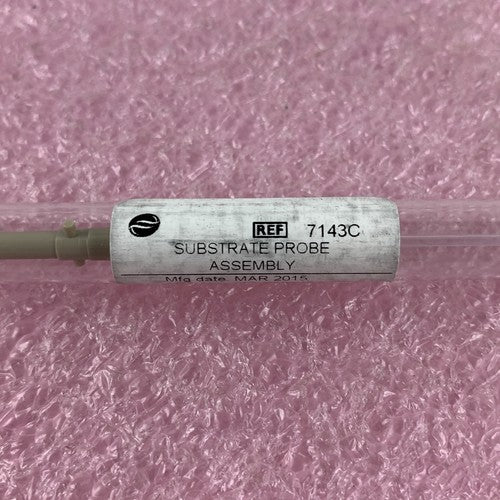 REF 7143C
SUBSTRATE PROBE
ASSEMBLY
Mfg date. MAR 2015